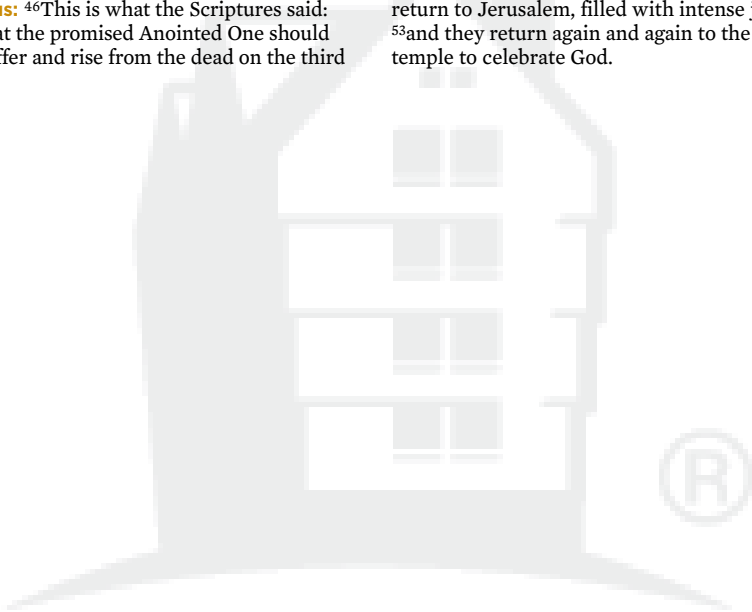 us: 46This is what the Scriptures said:
at the promised Anointed One should
ffer and rise from the dead on the third
return to Jerusalem, filled with intense
53and they return again and again to the
temple to celebrate God.
®